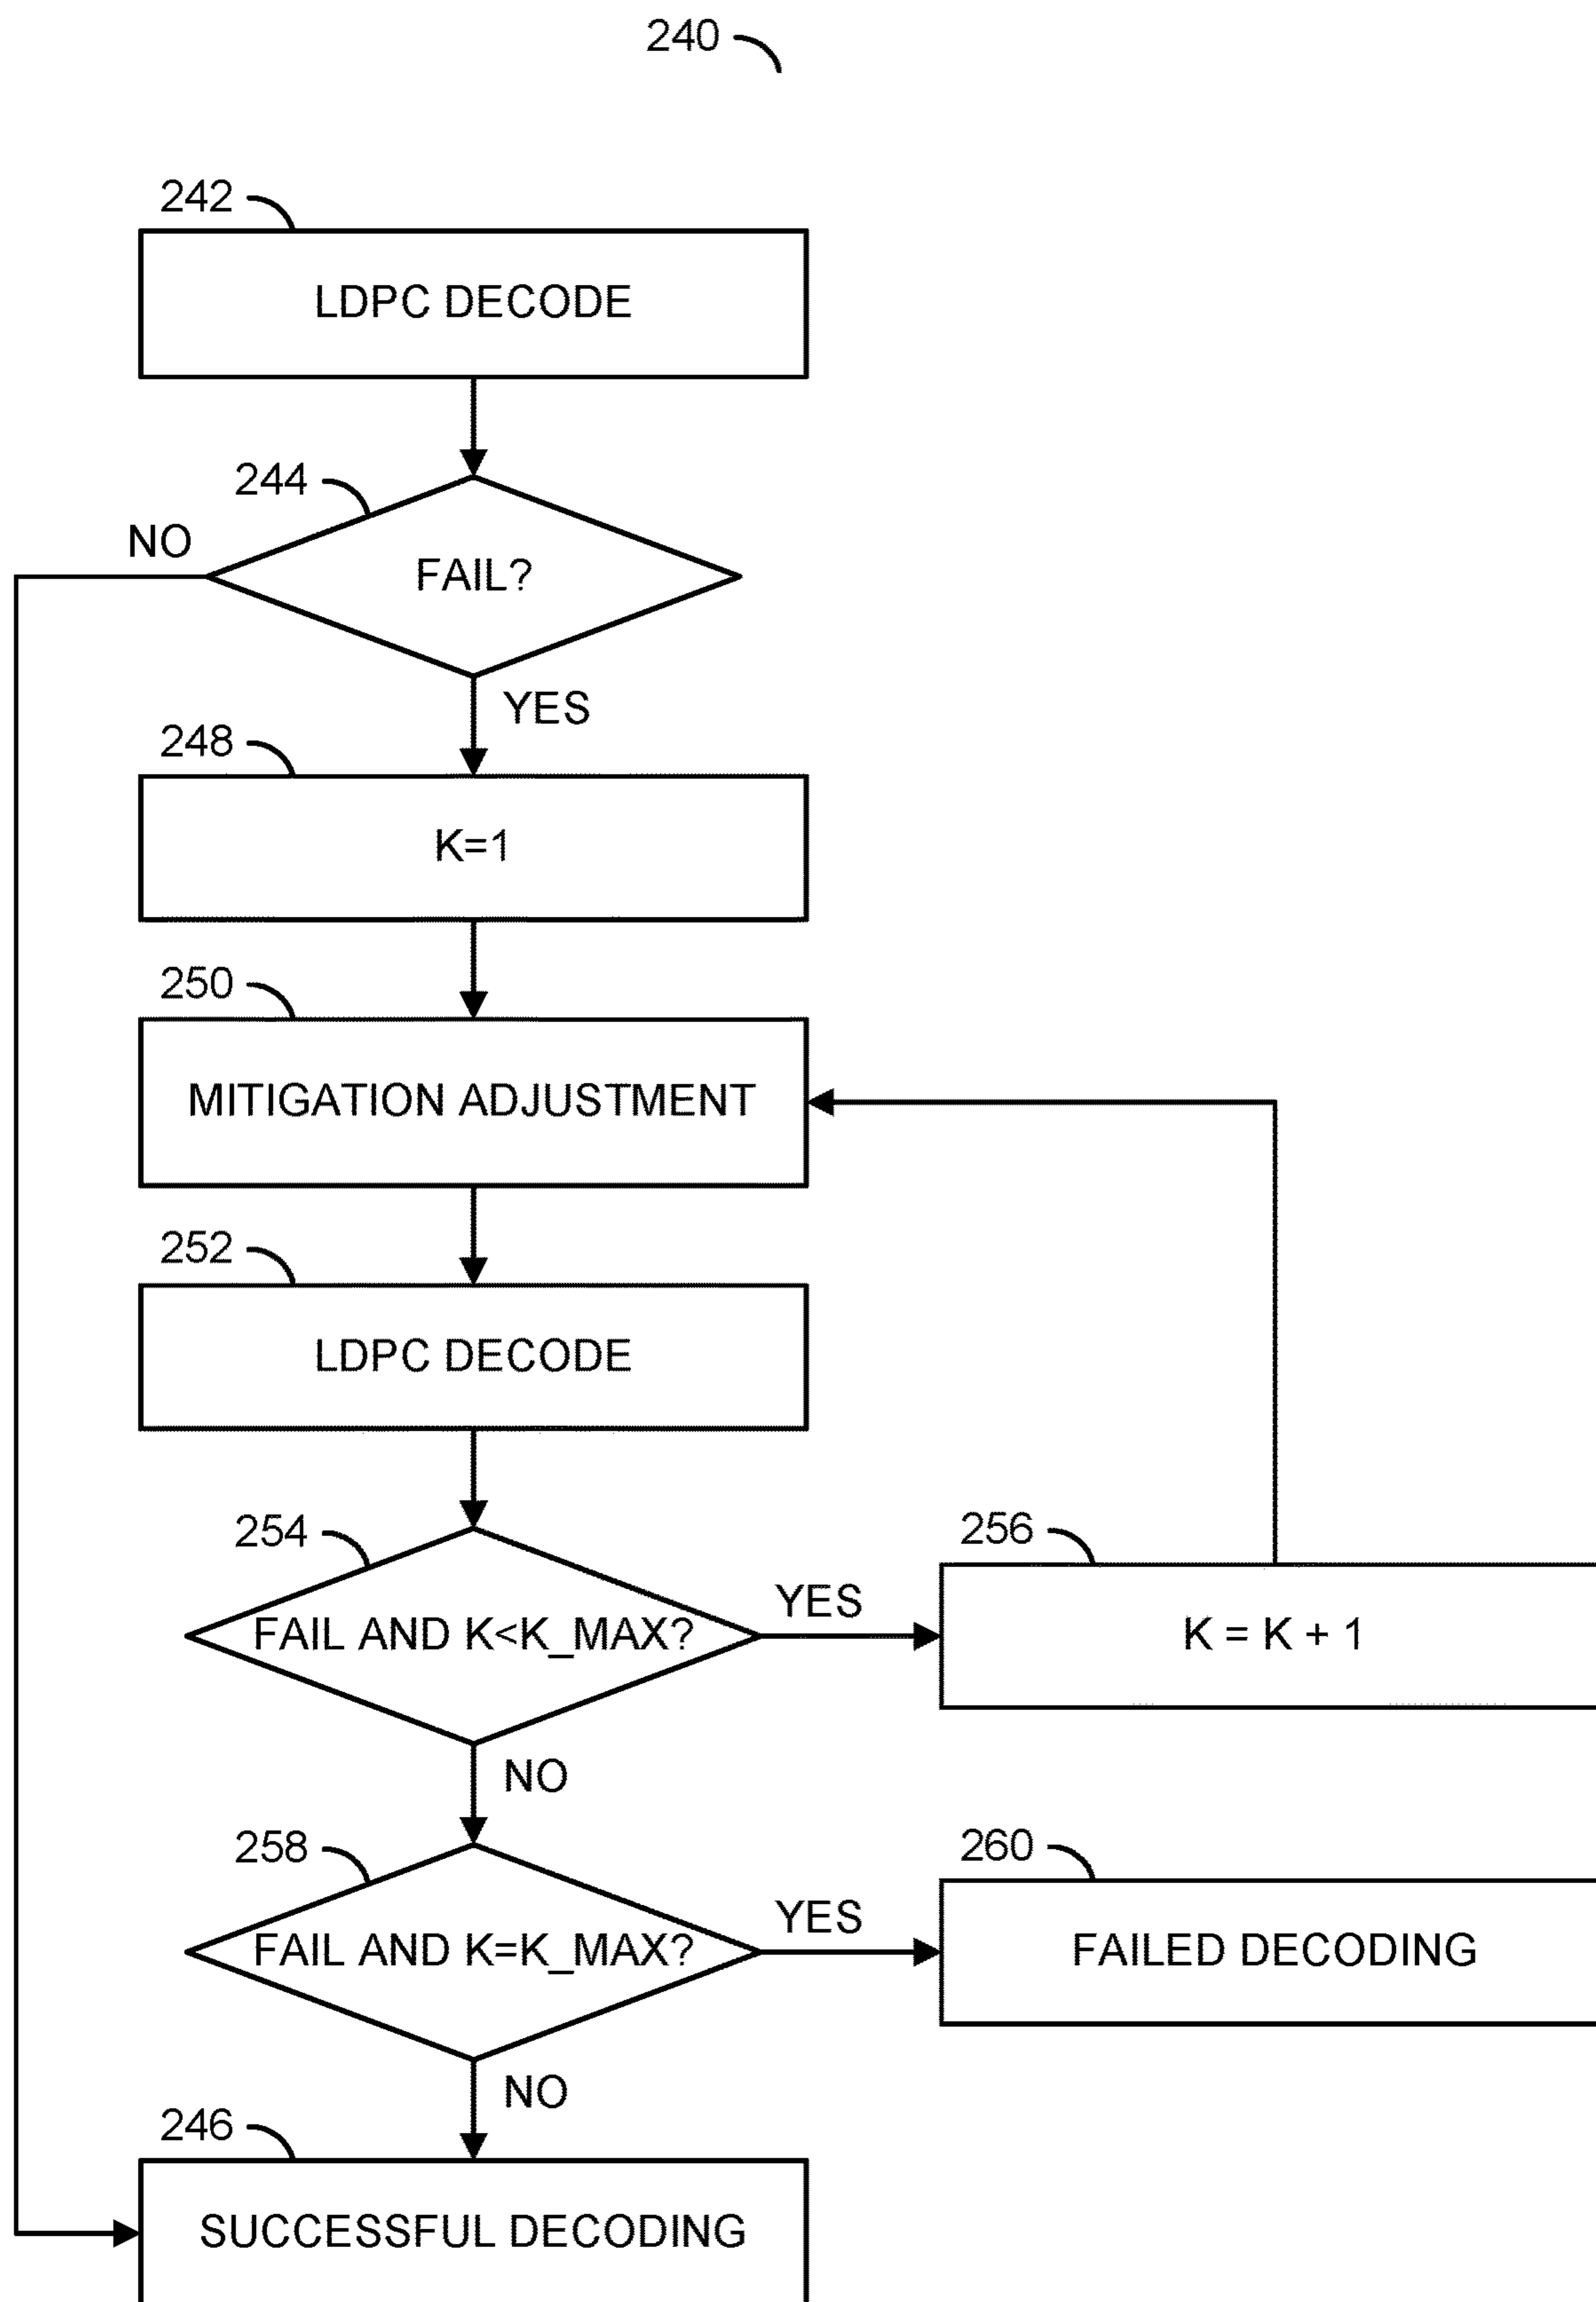 240
242
LDPC DECODE
244
NO
FAIL?
YES
248
K=1
250
MITIGATION ADJUSTMENT
252
LDPC DECODE
254
FAIL AND K<K_MAX?
YES
256
K = K + 1
NO
258
FAIL AND K=K_MAX?
YES
260
FAILED DECODING
NO
246
SUCCESSFUL DECODING